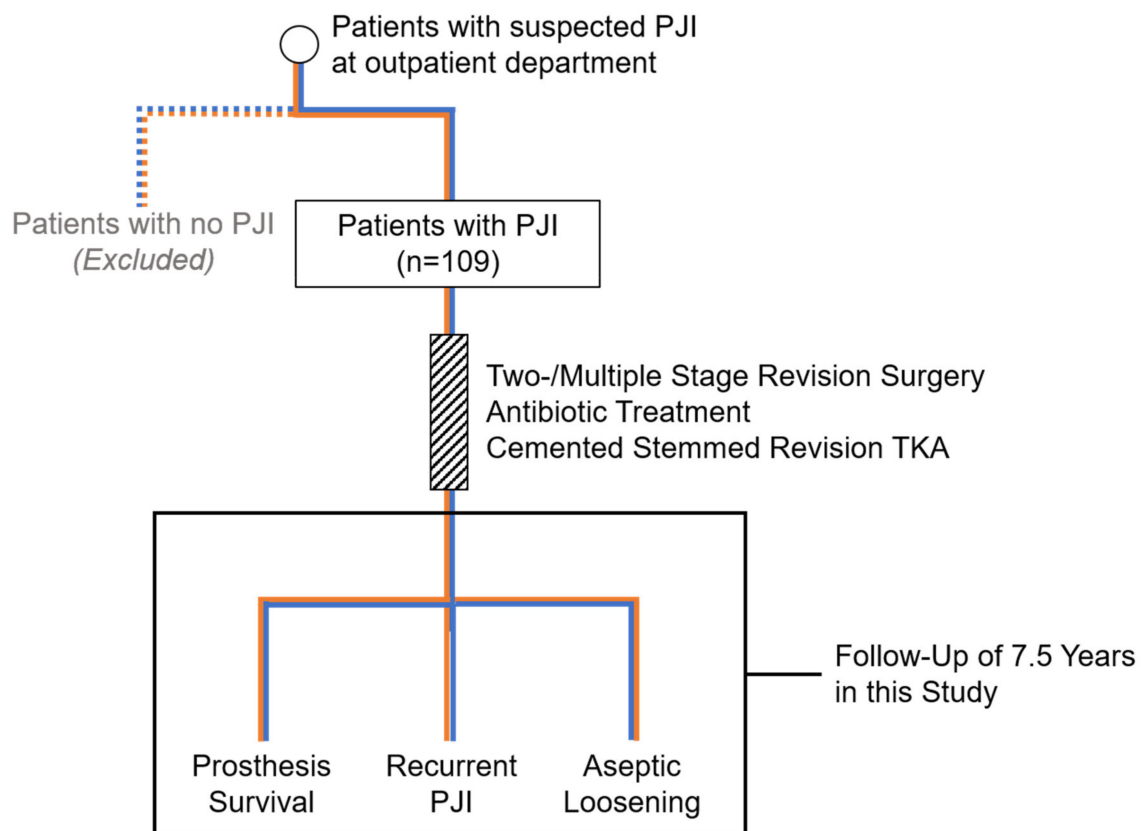 Patients with suspected PJI
at outpatient department
Patients with no PJI
(Excluded)
Patients with PJI
(n=109)
Two-/Multiple Stage Revision Surgery
Antibiotic Treatment
Cemented Stemmed Revision TKA
Follow-Up of 7.5 Years
in this Study
Prosthesis
Survival
Recurrent
PJI
Aseptic
Loosening